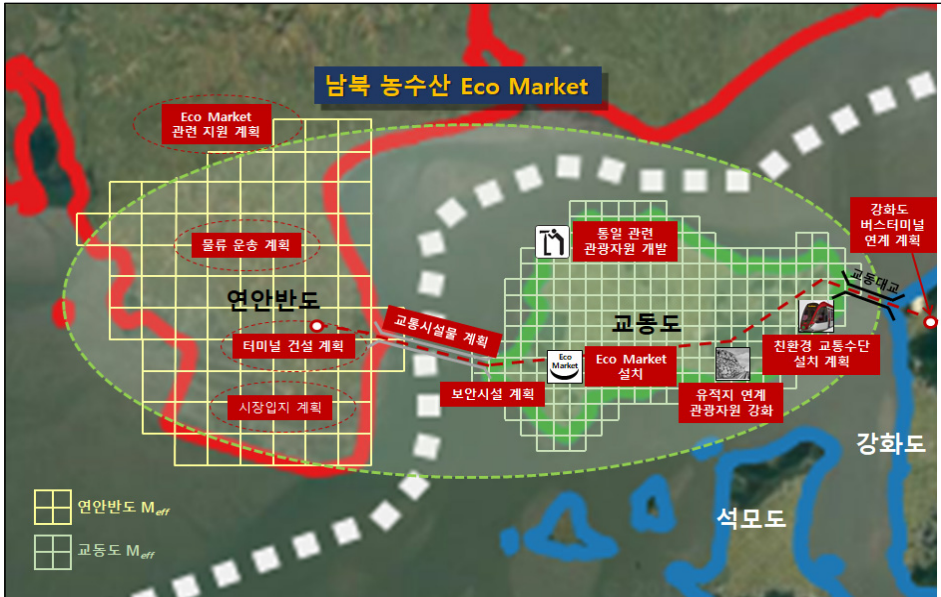 남북 농수산 Eco Market
Eco Market
관련 지원 계획
물류 운송 계획
연안반도
터미널 건설 계획
시장입지 계획
교통시설물 계획
보안시설 계획
통일 관련
관광자원 개발
교동도
Eco
Market
Eco Market
설치
유적지 연계
관광자원 강화
친환경 교통수단
설치 계획
교동대교
강화도
버스터미널
연계 계획
강화도
석모도
연안반도 Meff
교동도 Meff